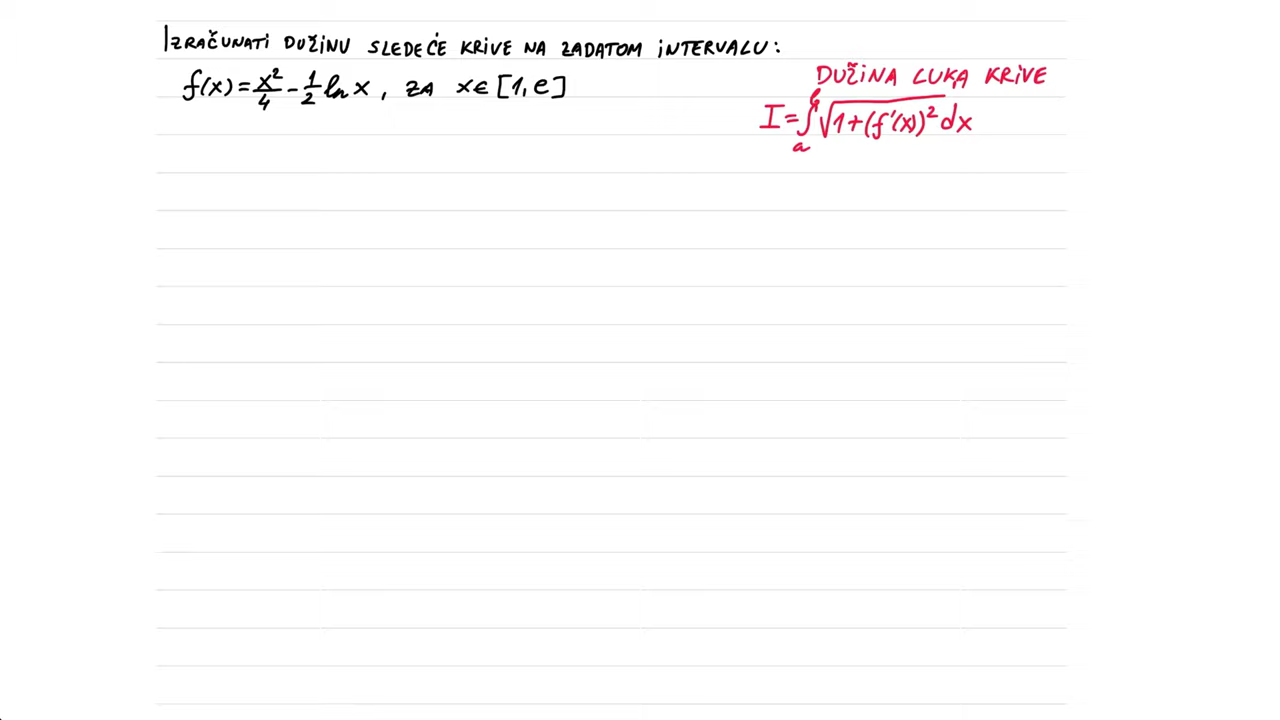 IZRAČUNATI DUŽINU SLEDEĆE KRIVE NA ZADATOM INTERVALU:
f(x) = x²/4 - 1/2 ln x, ZA x∈[1, e]
DUŽINA LUKA KRIVE
I = ∫ₐᵇ √(1+(f'(x))²) dx